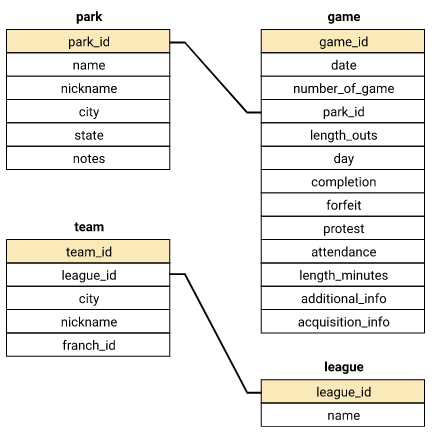 park
park_id
name
nickname
city
state
notes
game
game_id
date
number_of_game
park_id
length_outs
day
completion
forfeit
protest
attendance
length_minutes
additional_info
acquisition_info
team
team_id
league_id
city
nickname
franch_id
league
league_id
name